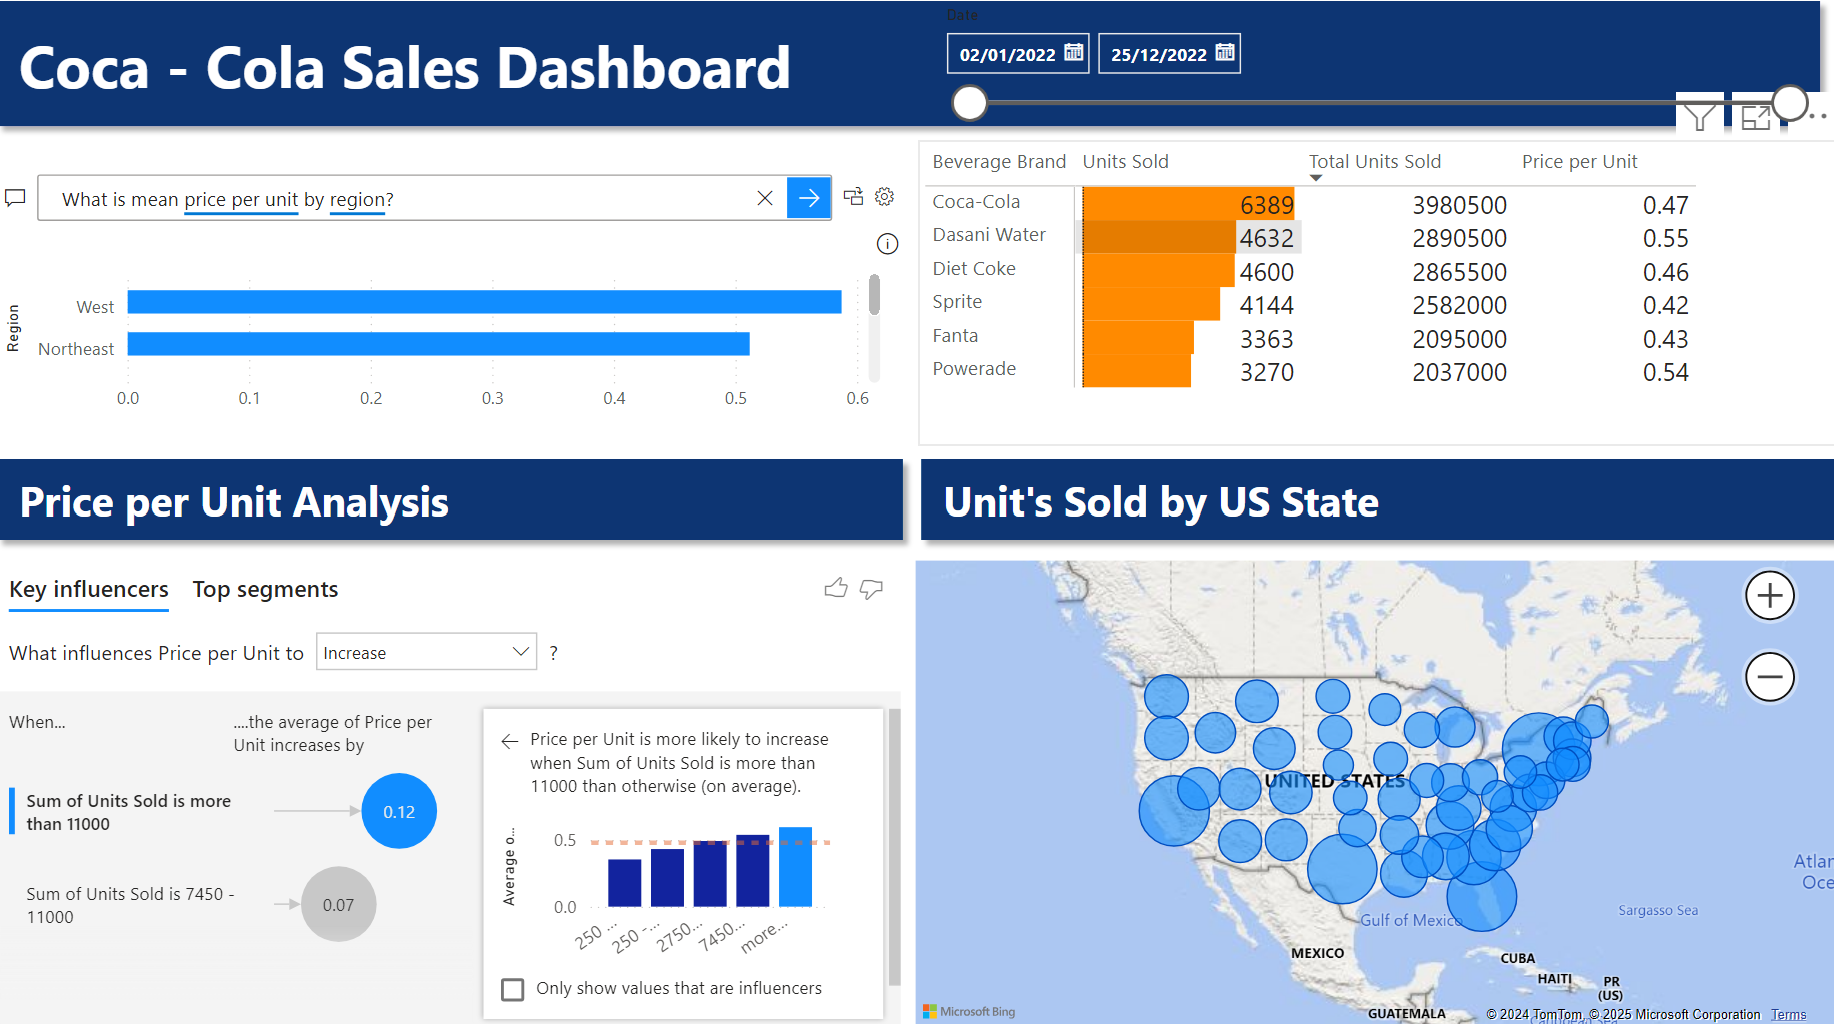 Coca - Cola Sales Dashboard
Date
02/01/2022
25/12/2022
What is mean price per unit by region?
Region
West
Northeast
0.0 0.1 0.2 0.3 0.4 0.5 0.6
Beverage Brand Units Sold Total Units Sold Price per Unit
Coca-Cola 6389 3980500 0.47
Dasani Water 4632 2890500 0.55
Diet Coke 4600 2865500 0.46
Sprite 4144 2582000 0.42
Fanta 3363 2095000 0.43
Powerade 3270 2037000 0.54
Price per Unit Analysis
Key influencers Top segments
What influences Price per Unit to Increase ?
When...
....the average of Price per
Unit increases by
Sum of Units Sold is more
than 11000
0.12
Sum of Units Sold is 7450 -
11000
0.07
Price per Unit is more likely to increase
when Sum of Units Sold is more than
11000 than otherwise (on average).
Average o...
0.5
0.0
250 ...
250 -...
2750...
7450...
more...
Only show values that are influencers
Unit's Sold by US State
UNITED STATES
Atlan
Oce
Sargasso Sea
Gulf of Mexico
MEXICO
CUBA
HAITI
PR
(US)
GUATEMALA
Microsoft Bing
© 2024 TomTom, © 2025 Microsoft Corporation Terms